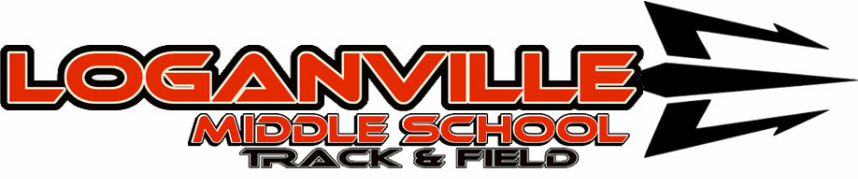 LOGANVILLE
MIDDLE SCHOOL
TRACK & FIELD